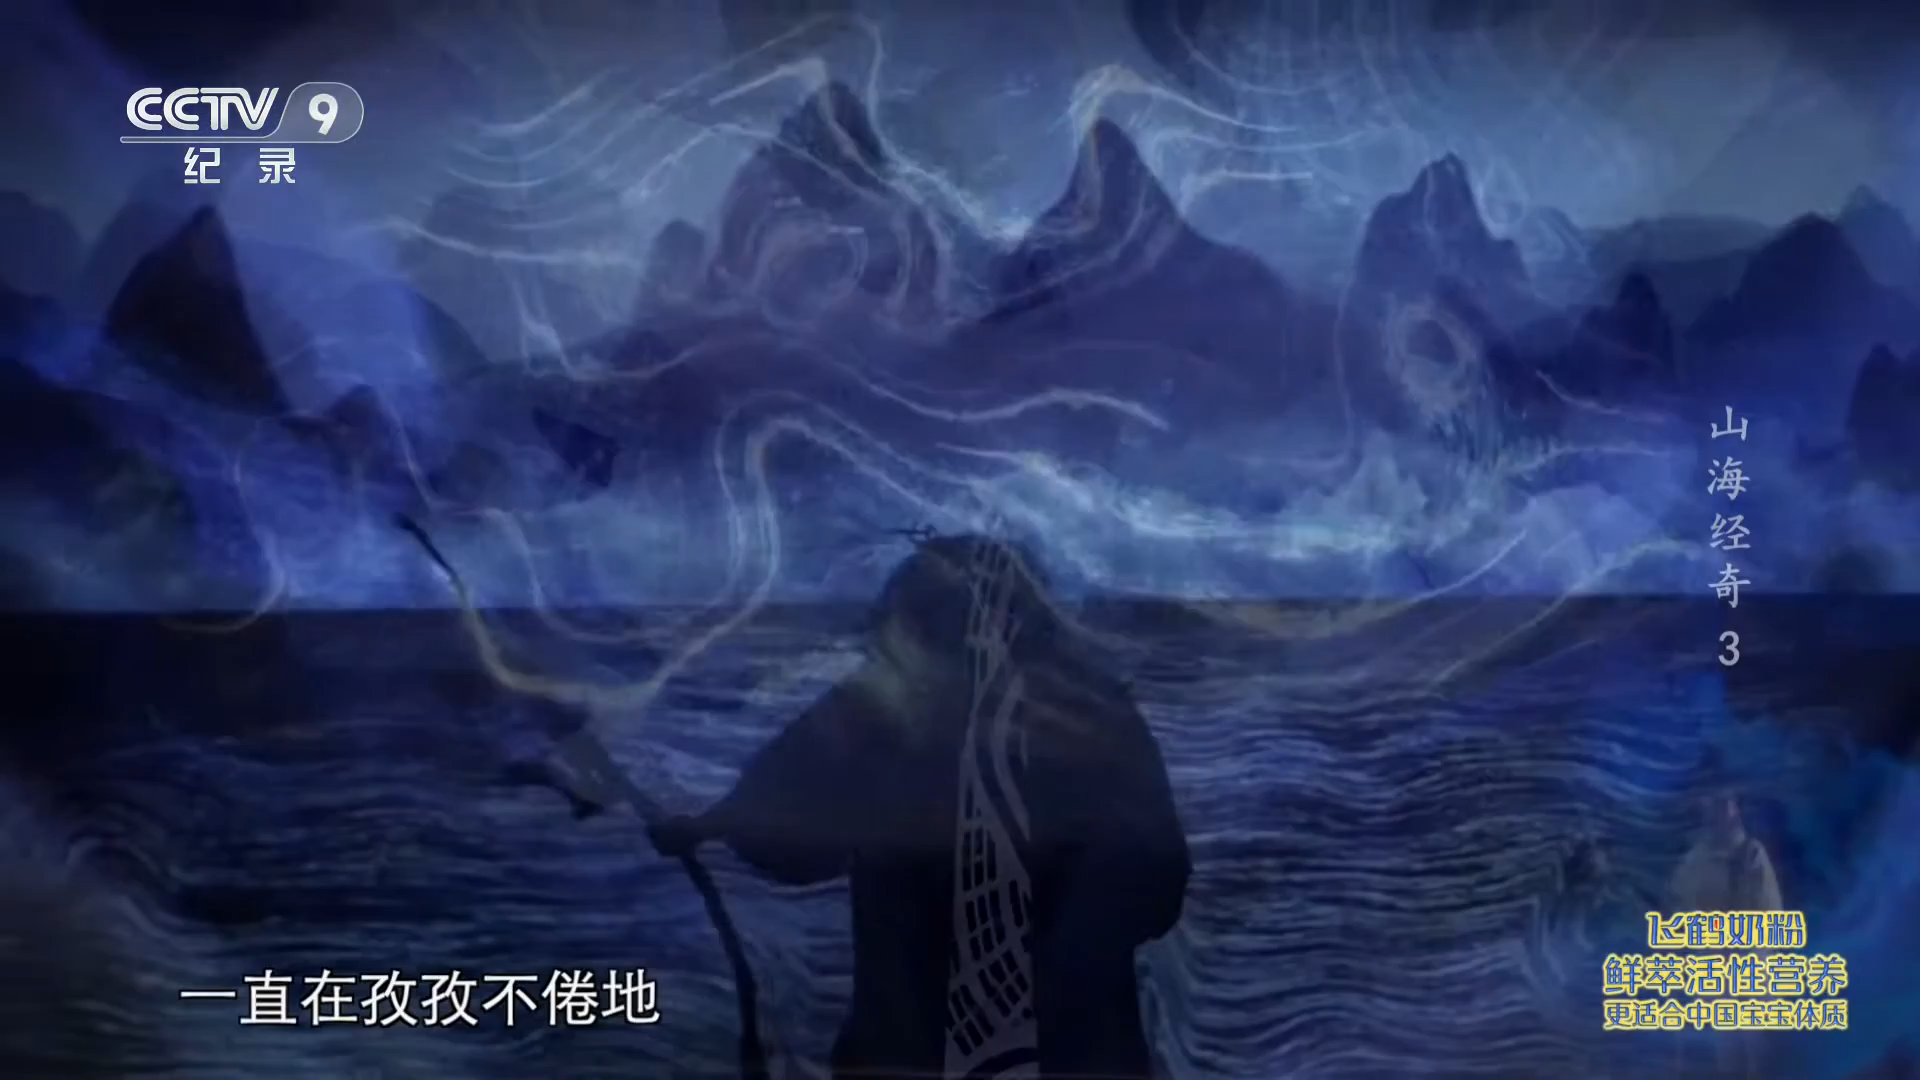 CCTV 9
纪 录
山海经奇 3
飞鹤奶粉
鲜萃活性营养
更适合中国宝宝体质
一直在孜孜不倦地